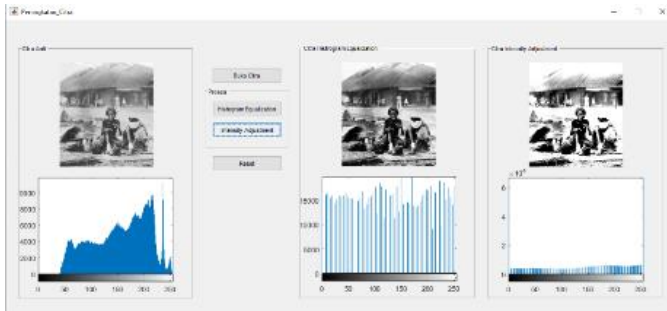 Peningkatan_Citra
Citra Asli
Buka Citra
Proses
Histogram Equalization
Intensity Adjustment
Reset
Citra Histogram Equalization
Citra Intensity Adjustment
8000
6000
4000
2000
0
0 50 100 150 200 250
15000
10000
5000
0
0 50 100 150 200 250
× 10⁴
6
4
2
0
0 50 100 150 200 250